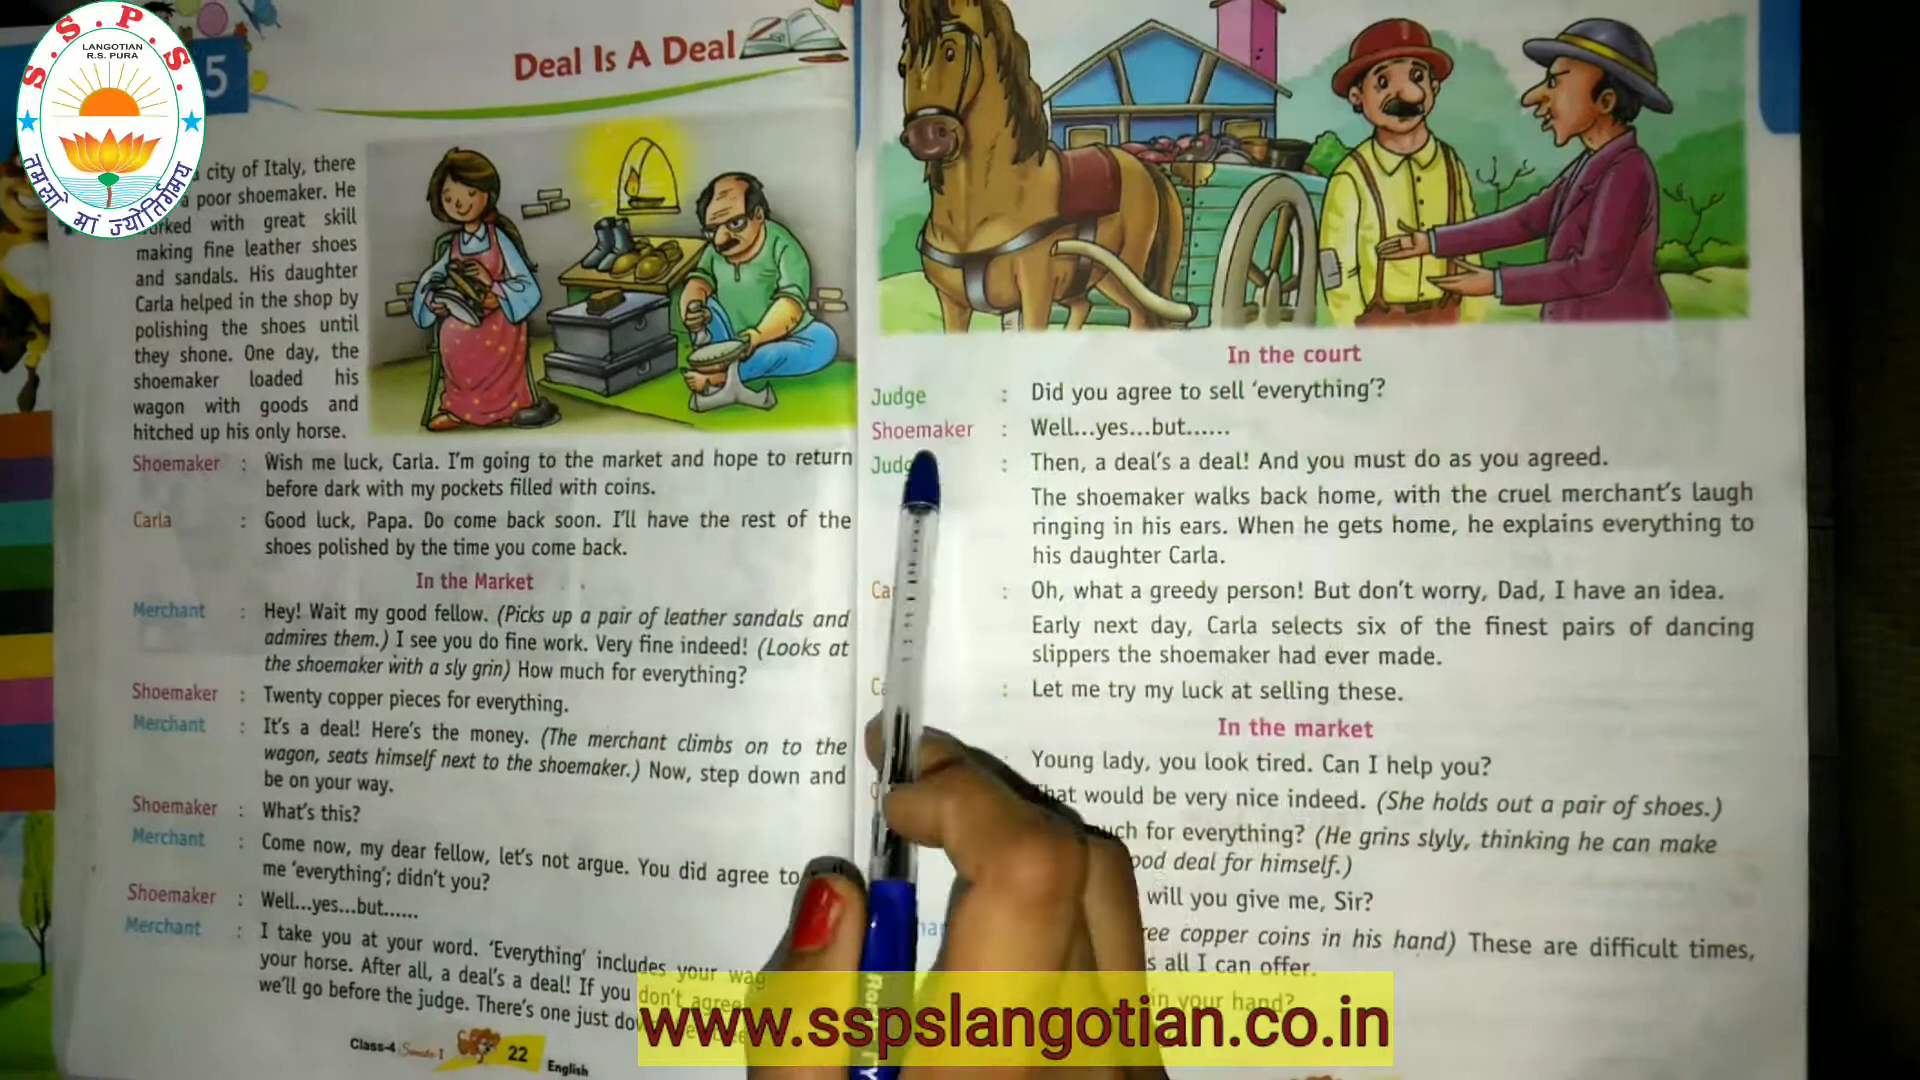 S.S.P.S.
LANGOTIAN
R.S. PURA
तमसो मां ज्योतिर्गमय
5
Deal Is A Deal
city of Italy, there
a poor shoemaker. He
worked with great skill
making fine leather shoes
and sandals. His daughter
Carla helped in the shop by
polishing the shoes until
they shone. One day, the
shoemaker loaded his
wagon with goods and
hitched up his only horse.
Shoemaker : Wish me luck, Carla. I'm going to the market and hope to return
before dark with my pockets filled with coins.
Carla : Good luck, Papa. Do come back soon. I'll have the rest of the
shoes polished by the time you come back.
In the Market
Merchant : Hey! Wait my good fellow. (Picks up a pair of leather sandals and
admires them.) I see you do fine work. Very fine indeed! (Looks at
the shoemaker with a sly grin) How much for everything?
Shoemaker : Twenty copper pieces for everything.
Merchant : It's a deal! Here's the money. (The merchant climbs on to the
wagon, seats himself next to the shoemaker.) Now, step down and
be on your way.
Shoemaker : What's this?
Merchant : Come now, my dear fellow, let's not argue. You did agree to
me 'everything'; didn't you?
Shoemaker : Well...yes...but......
Merchant : I take you at your word. 'Everything' includes your
your horse. After all, a deal's a deal! If you don't agree
we'll go before the judge. There's one just
Class-4 22 English
In the court
Judge : Did you agree to sell 'everything'?
Shoemaker : Well...yes...but......
Judge : Then, a deal's a deal! And you must do as you agreed.
The shoemaker walks back home, with the cruel merchant's laugh
ringing in his ears. When he gets home, he explains everything to
his daughter Carla.
: Oh, what a greedy person! But don't worry, Dad, I have an idea.
Early next day, Carla selects six of the finest pairs of dancing
slippers the shoemaker had ever made.
: Let me try my luck at selling these.
In the market
: Young lady, you look tired. Can I help you?
That would be very nice indeed. (She holds out a pair of shoes.)
much for everything? (He grins slyly, thinking he can make
good deal for himself.)
will you give me, Sir?
copper coins in his hand) These are difficult times,
all I can offer.
in your hand?
www.sspslangotian.co.in